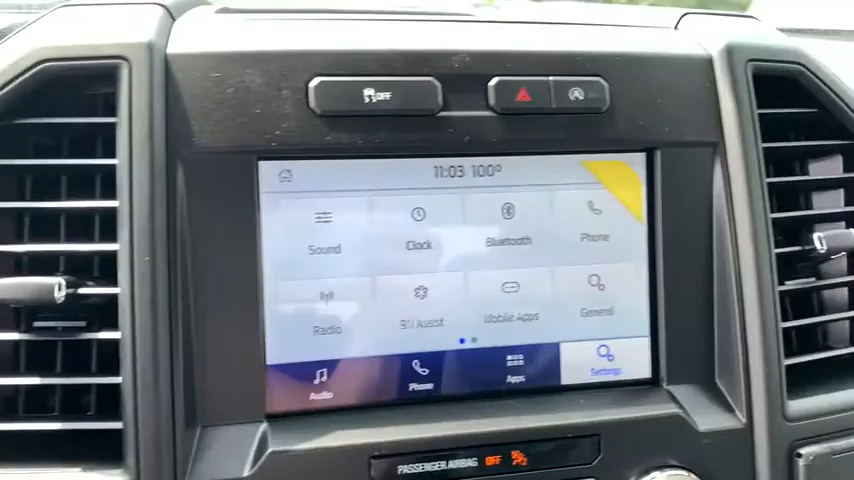 OFF
11:03 100°
Sound Clock Bluetooth Phone
Radio 911 Assist Mobile Apps General
Audio Phone Apps Settings
PASSENGER AIRBAG OFF